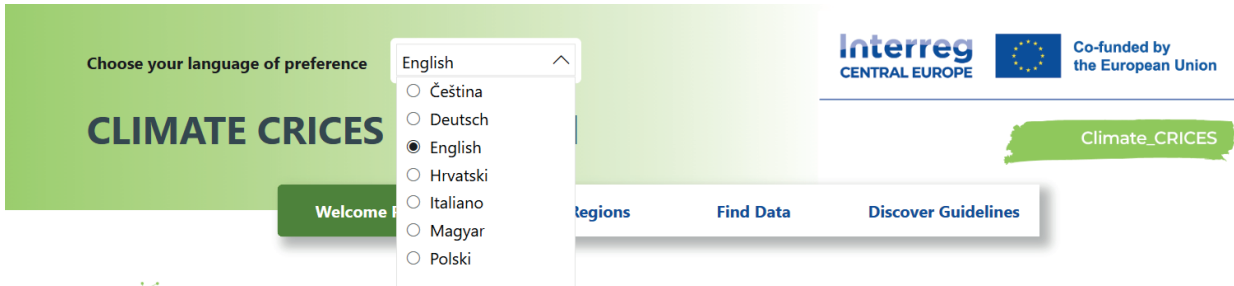 Choose your language of preference
English
Čeština
Deutsch
English
Hrvatski
Italiano
Magyar
Polski
CLIMATE CRICES
Interreg
CENTRAL EUROPE
Co-funded by
the European Union
Climate_CRICES
Welcome
Regions
Find Data
Discover Guidelines